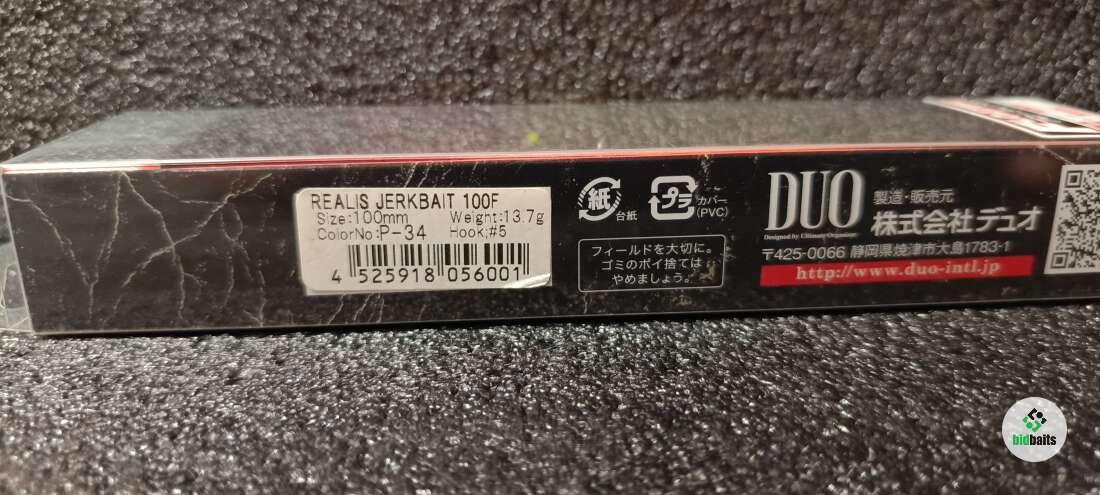 REALIS JERKBAIT 100F
Size:100mm Weight:13.7g
ColorNo:P-34 Hook;#5
4 525918 056001
紙
台紙
プラ
カバー
(PVC)
フィールドを大切に。
ゴミのポイ捨ては
やめましょう。
DUO
Designed by Ultimate Organizer
製造・販売元
株式会社デュオ
〒425-0066 静岡県焼津市大島1783-1
http://www.duo-intl.jp
bidbaits